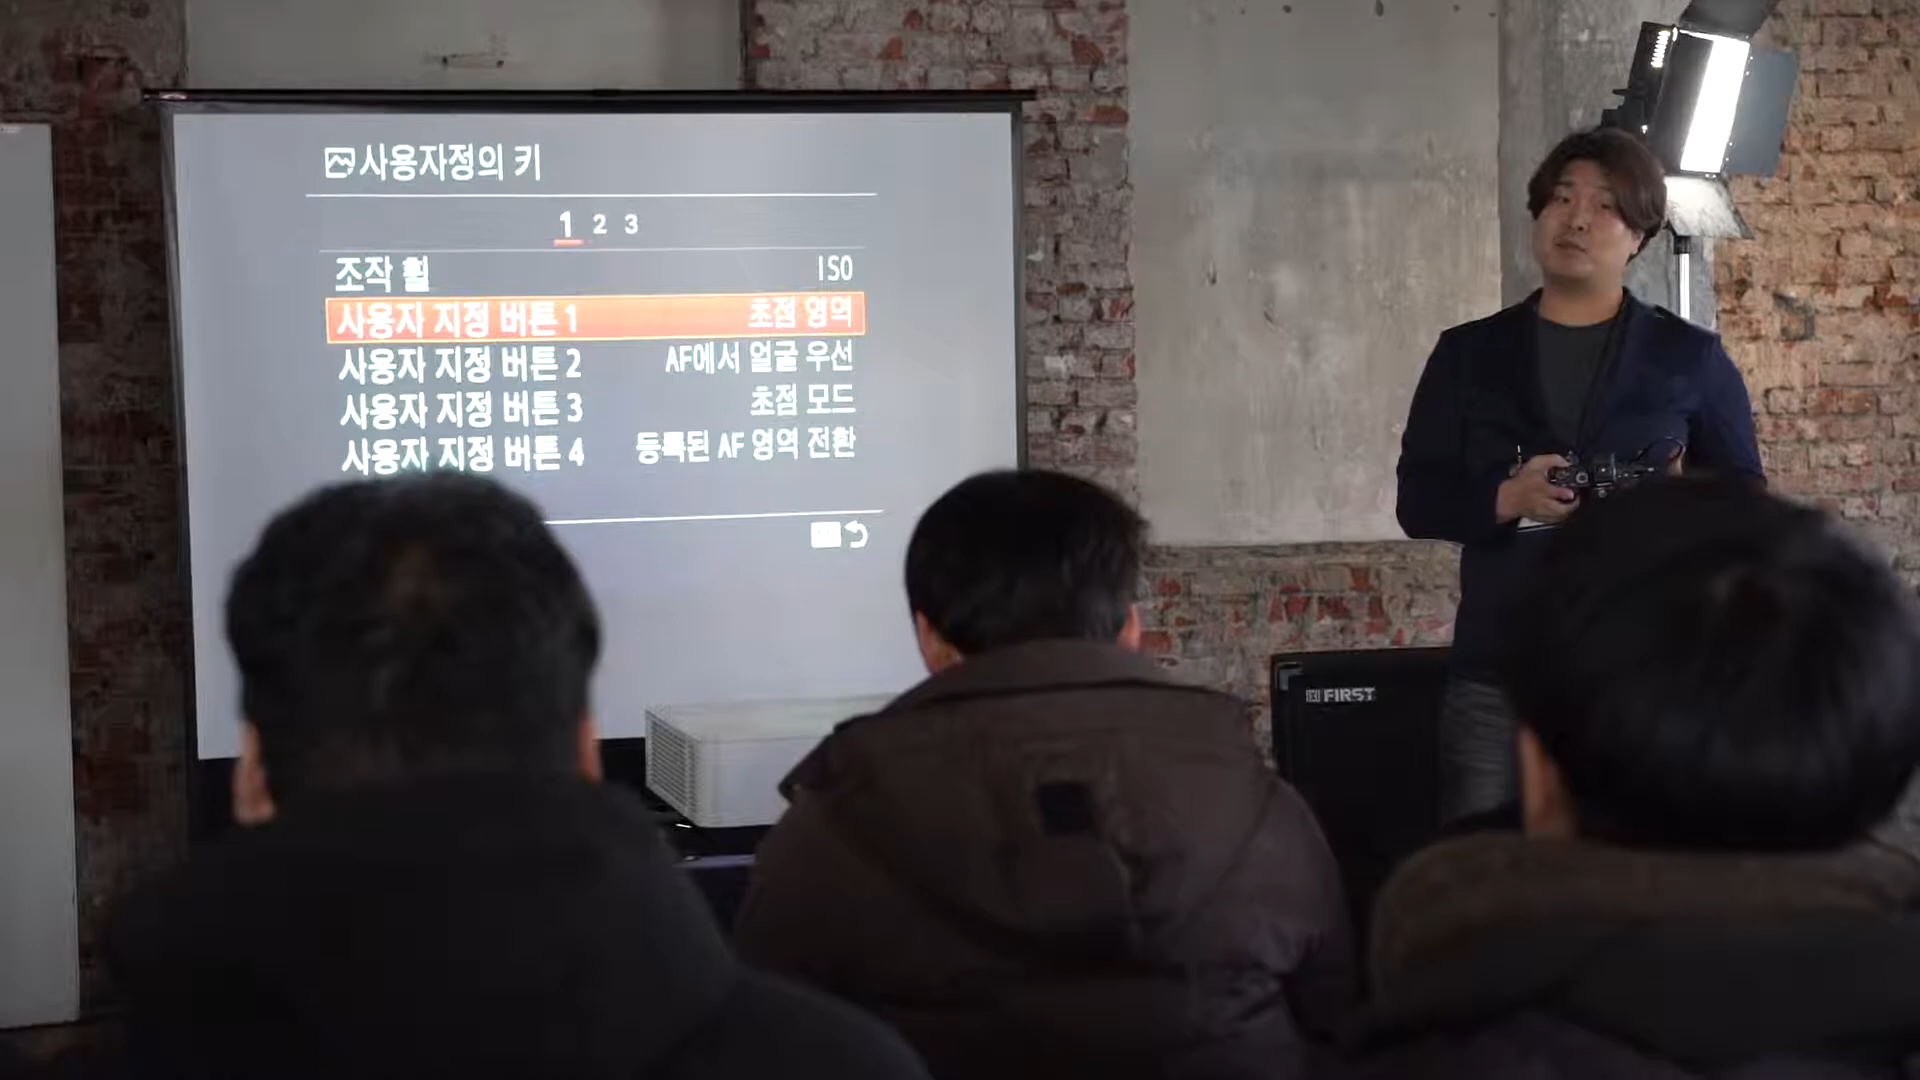 사용자정의 키
1 2 3
조작 휠 ISO
사용자 지정 버튼 1 초점 영역
사용자 지정 버튼 2 AF에서 얼굴 우선
사용자 지정 버튼 3 초점 모드
사용자 지정 버튼 4 등록된 AF 영역 전환
FIRST